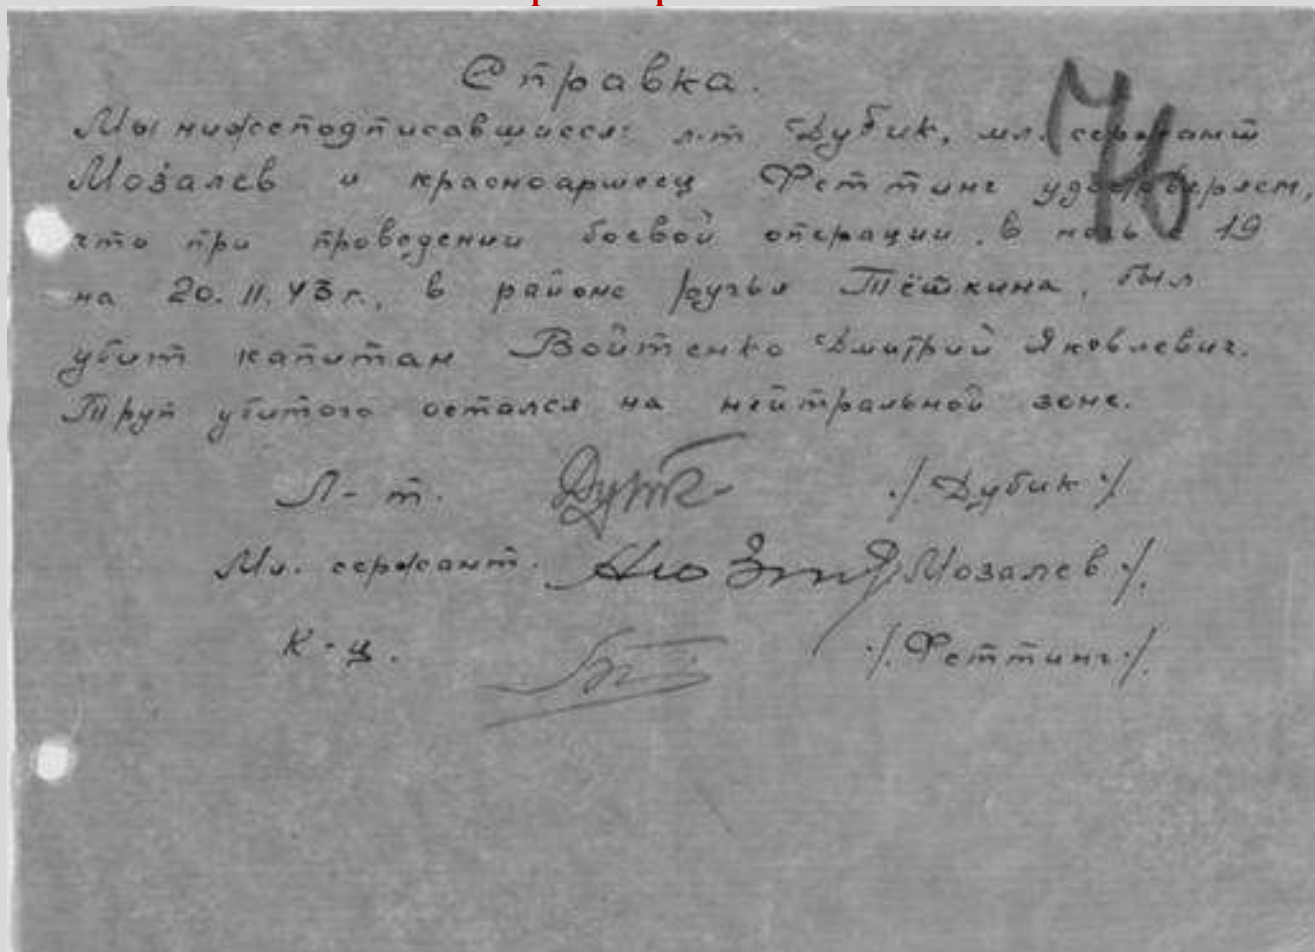 Справка.
Мы нижеподписавшиеся: л-т Дубик, мл. сержант
Мозалев и красноармеец Феттинг удостоверяем,
что при проведении боевой операции, в ночь с 19
на 20.11.43 г., в районе ручья Тёткина, был
убит капитан Войтенко Дмитрий Яковлевич.
Труп убитого остался на нейтральной зоне.
Л-т. /Дубик/
Мл. сержант. /Мозалев/.
К-ц. /Феттинг/.